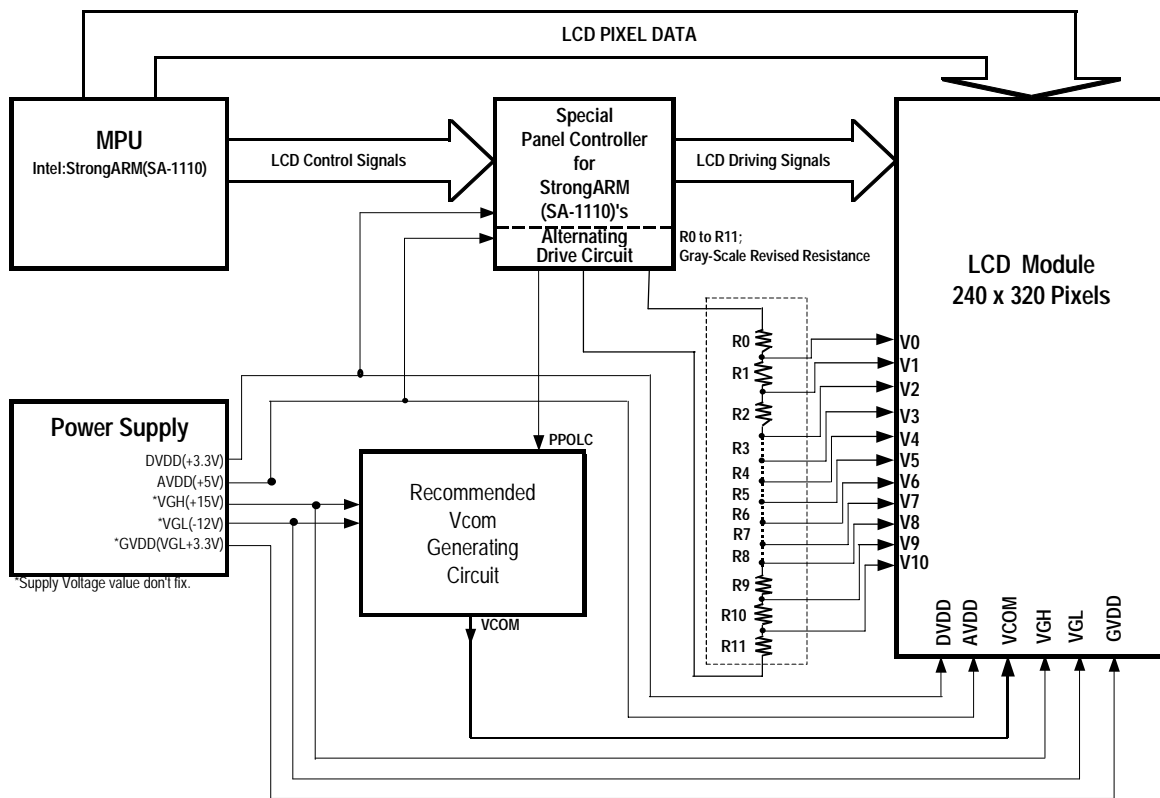 LCD PIXEL DATA
MPU
Intel:StrongARM(SA-1110)
LCD Control Signals
Special
Panel Controller
for
StrongARM
(SA-1110)'s
Alternating
Drive Circuit
LCD Driving Signals
R0 to R11;
Gray-Scale Revised Resistance
LCD Module
240 x 320 Pixels
R0
R1
R2
R3
R4
R5
R6
R7
R8
R9
R10
R11
V0
V1
V2
V3
V4
V5
V6
V7
V8
V9
V10
Power Supply
DVDD(+3.3V)
AVDD(+5V)
*VGH(+15V)
*VGL(-12V)
*GVDD(VGL+3.3V)
*Supply Voltage value don't fix.
PPOLC
Recommended
Vcom
Generating
Circuit
VCOM
DVDD
AVDD
VCOM
VGH
VGL
GVDD